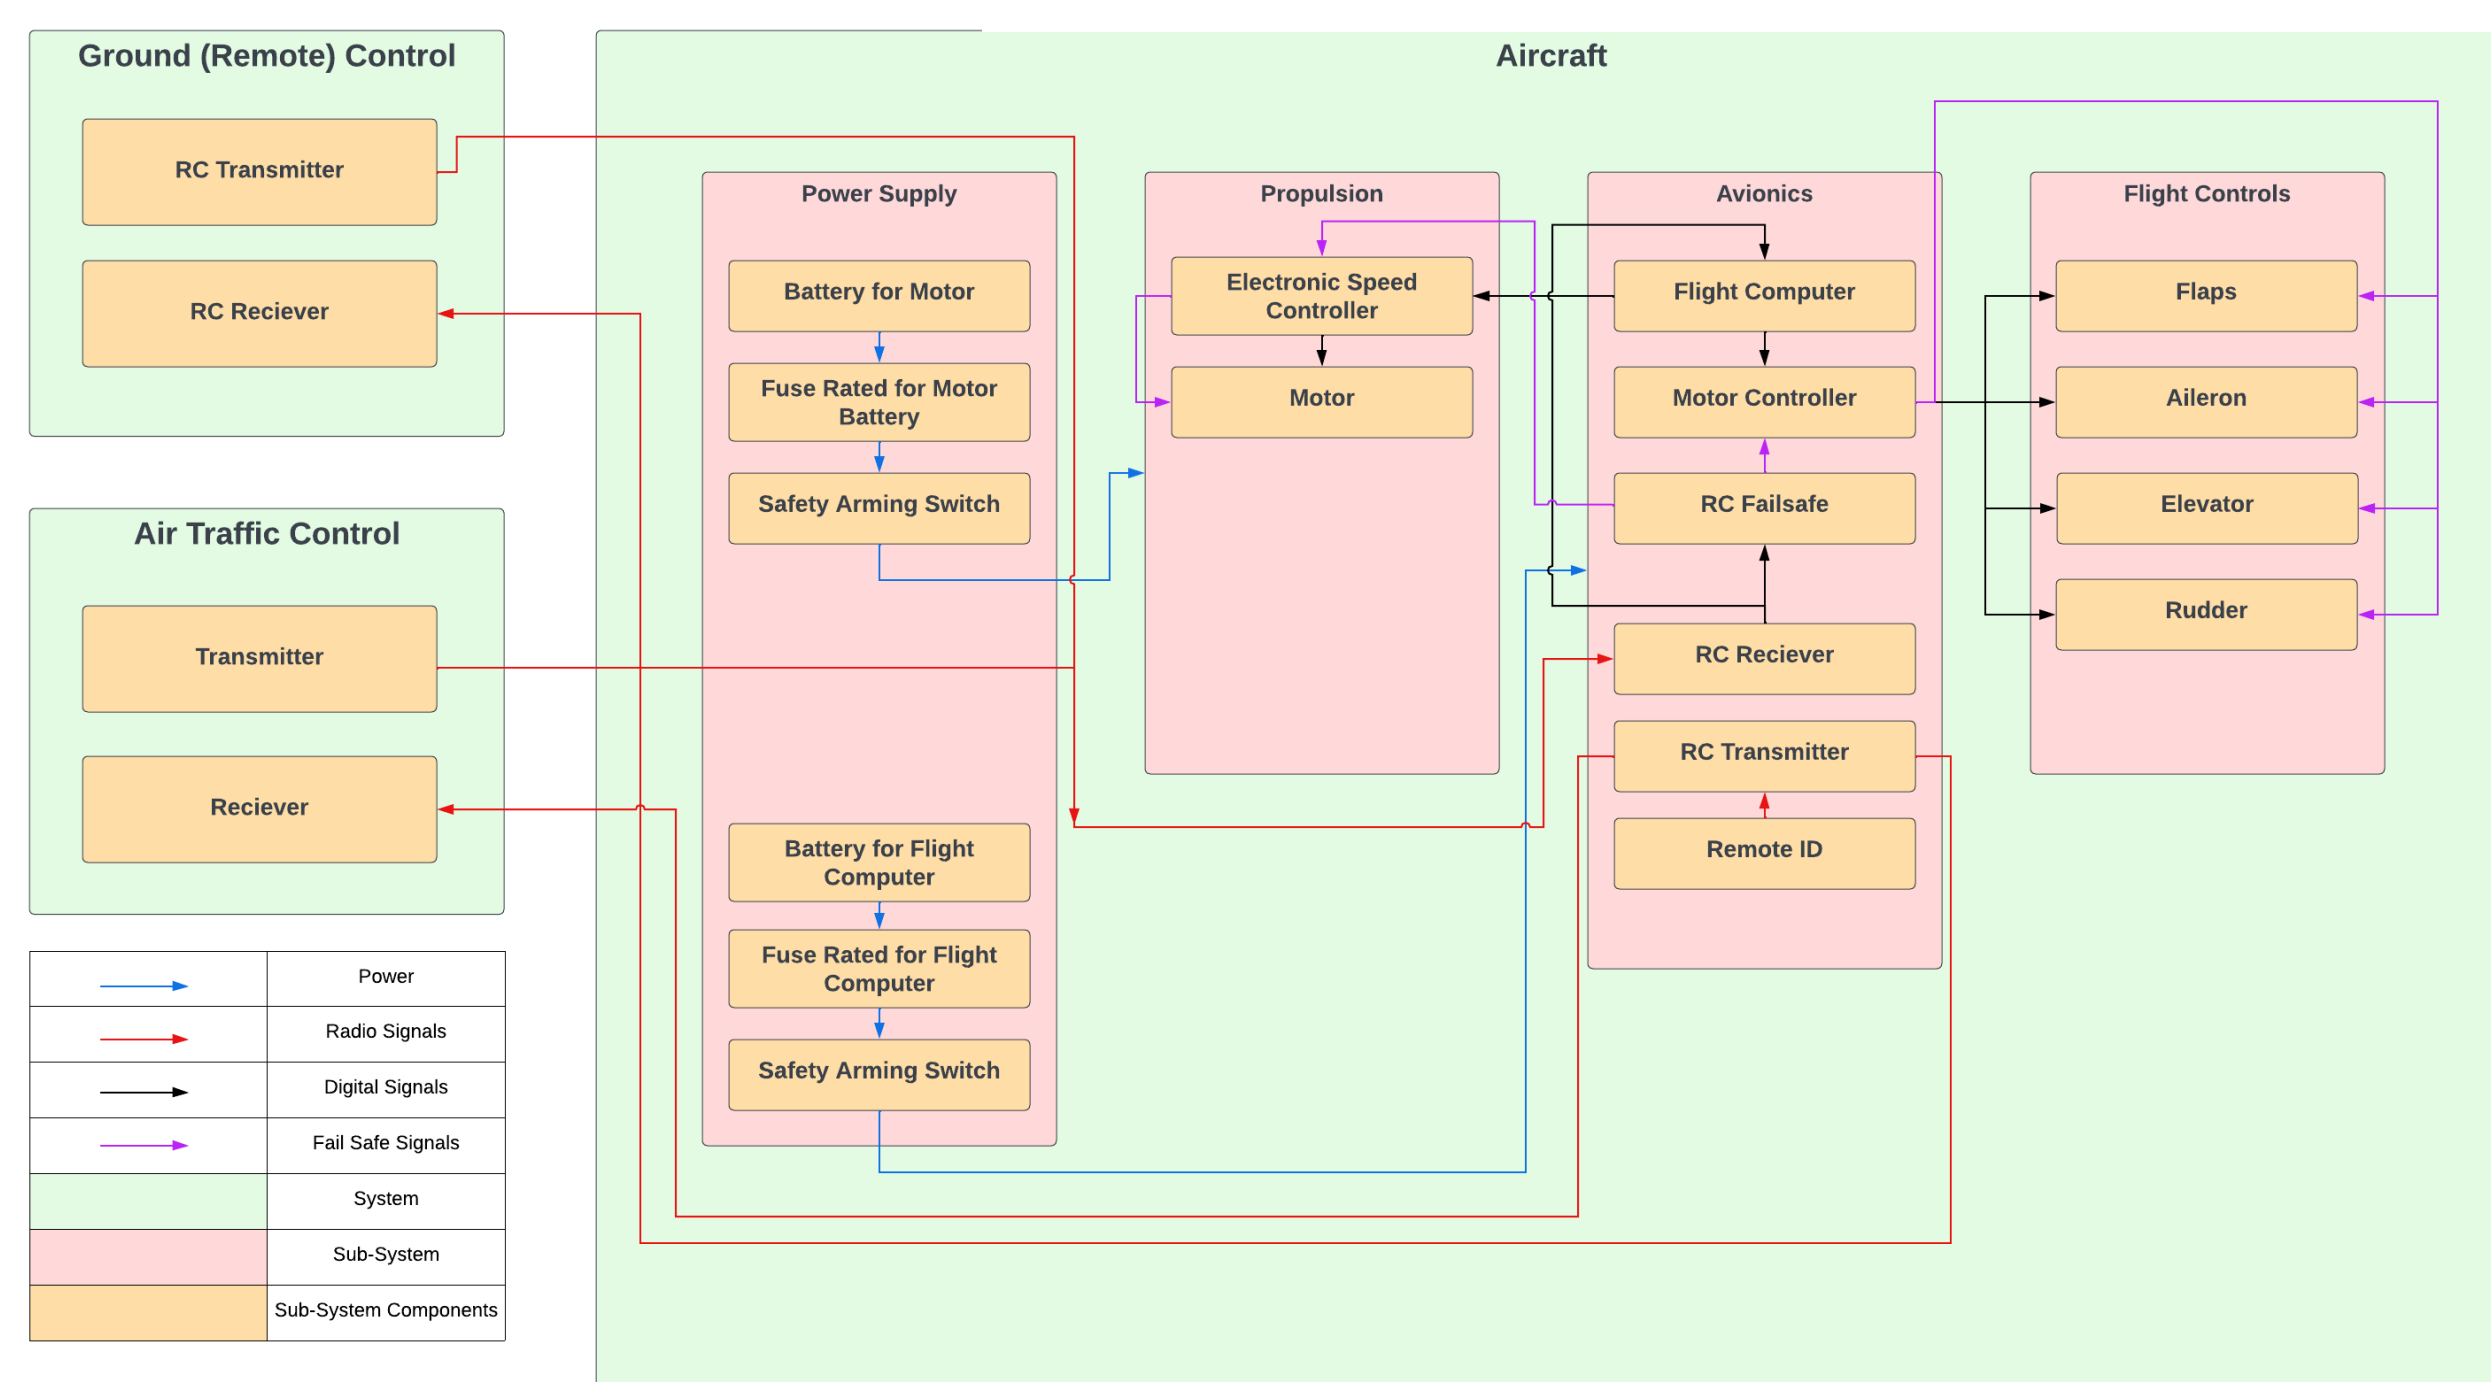 Ground (Remote) Control
RC Transmitter
RC Reciever
Air Traffic Control
Transmitter
Reciever
Power
Radio Signals
Digital Signals
Fail Safe Signals
System
Sub-System
Sub-System Components
Aircraft
Power Supply
Battery for Motor
Fuse Rated for Motor
Battery
Safety Arming Switch
Battery for Flight
Computer
Fuse Rated for Flight
Computer
Safety Arming Switch
Propulsion
Electronic Speed
Controller
Motor
Avionics
Flight Computer
Motor Controller
RC Failsafe
RC Reciever
RC Transmitter
Remote ID
Flight Controls
Flaps
Aileron
Elevator
Rudder